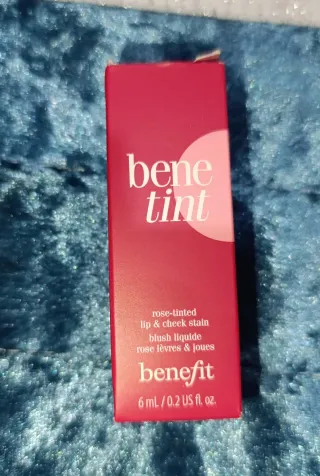 bene
tint
rose-tinted
lip & cheek stain
blush liquide
rose lèvres & joues
benefit
6 mL / 0.2 US fl. oz.